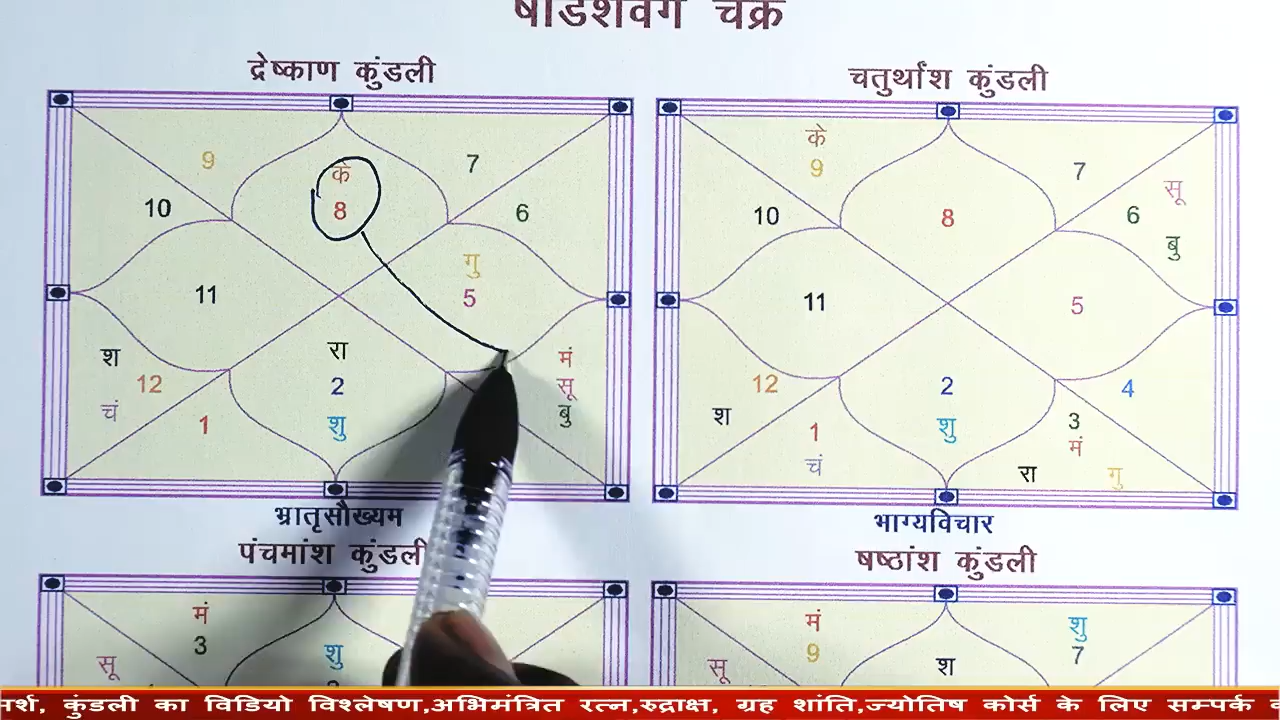 षोडशवर्ग चक्र
द्रेष्काण कुंडली
9
के
8
7
10
6
11
गु
5
श
12
चं
1
रा
2
शु
मं
सू
बु
भ्रातृसौख्यम
चतुर्थांश कुंडली
के
9
8
7
सू
10
6
बु
11
5
12
श
1
चं
2
शु
4
3
मं
रा
गु
भाग्यविचार
पंचमांश कुंडली
मं
3
सू
शु
षष्ठांश कुंडली
मं
9
सू
श
शु
7
कुंडली का विडियो विश्लेषण,अभिमंत्रित रत्न,रुद्राक्ष, ग्रह शांति,ज्योतिष कोर्स के लिए सम्पर्क